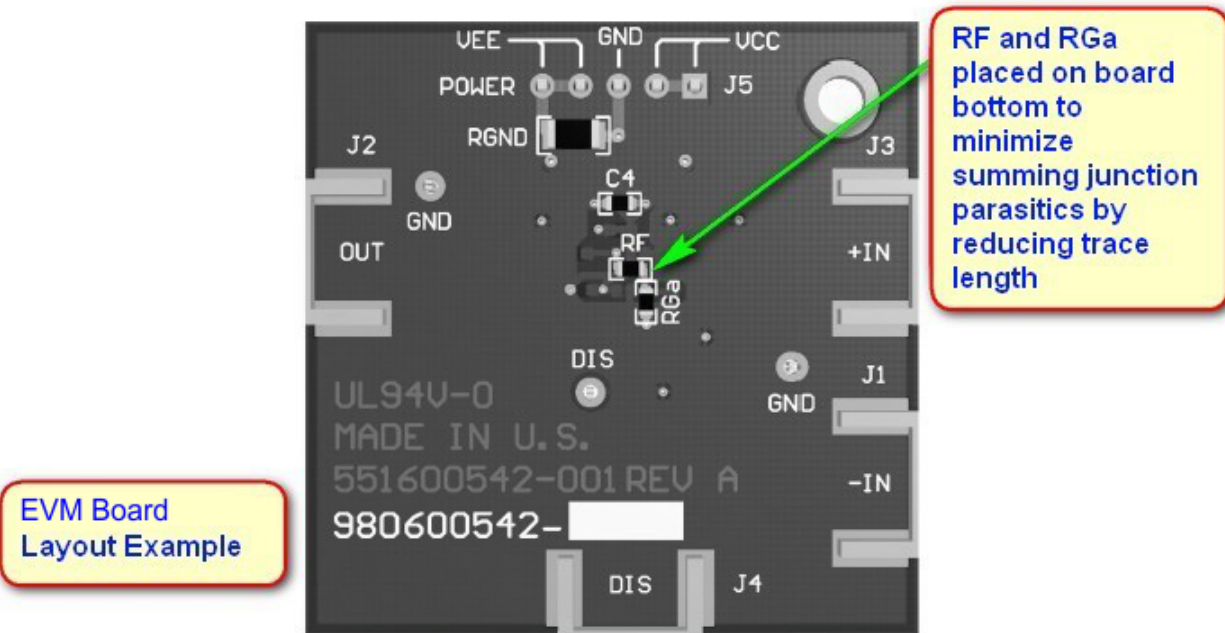 VEE GND VCC
POWER J5
RGND
J2
J3
C4
GND
OUT
RF
+IN
RGa
DIS
J1
GND
UL94V-0
MADE IN U.S.
551600542-001 REV A
-IN
980600542-
DIS
J4
RF and RGa
placed on board
bottom to
minimize
summing junction
parasitics by
reducing trace
length
EVM Board
Layout Example